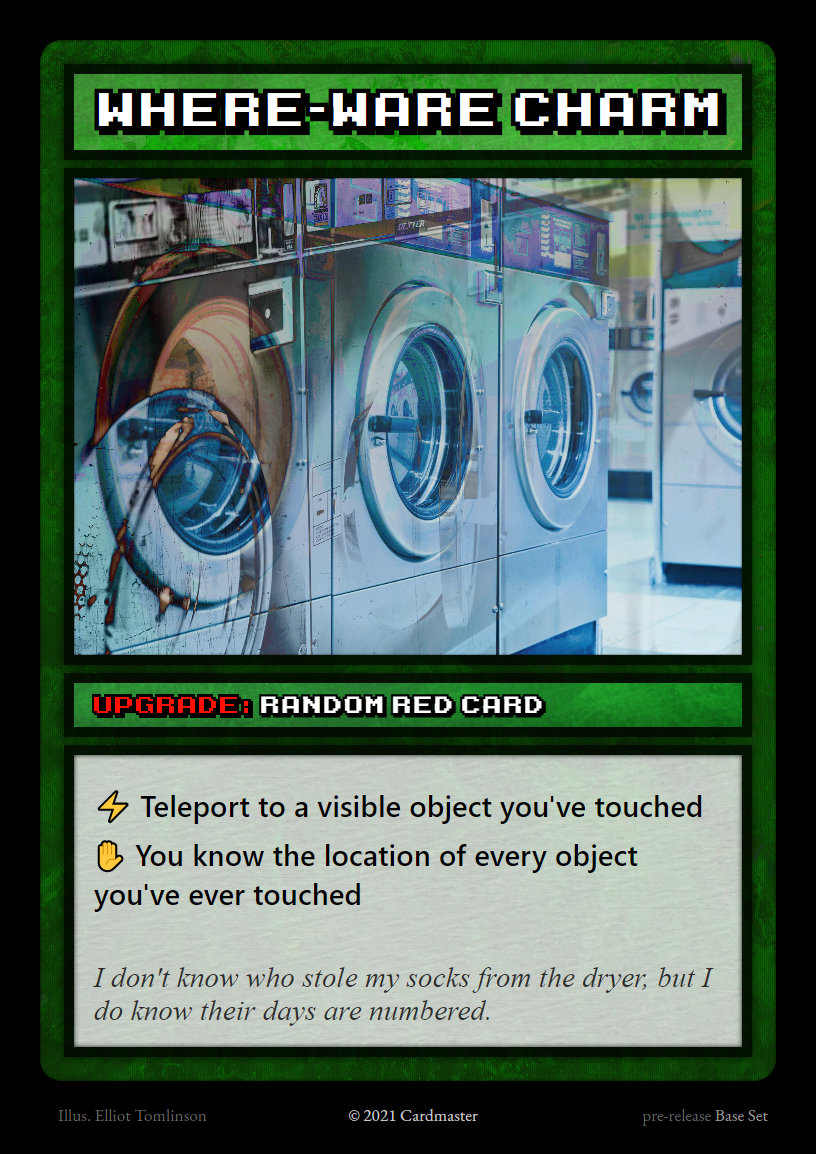 WHERE-WARE CHARM
DEXTER
UPGRADE: RANDOM RED CARD
⚡ Teleport to a visible object you've touched
✋ You know the location of every object
you've ever touched
I don't know who stole my socks from the dryer, but I
do know their days are numbered.
Illus. Elliot Tomlinson © 2021 Cardmaster pre-release Base Set